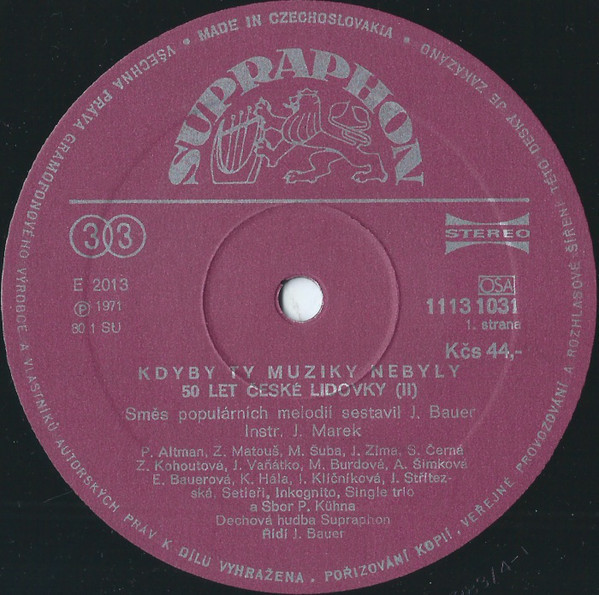 VŠECHNA PRÁVA GRAMOFONOVÉHO VÝROBCE A VLASTNÍKŮ AUTORSKÝCH PRÁV K DÍLU VYHRAŽENA. POŘIZOVÁNÍ KOPIÍ, VEŘEJNÉ PROVOZOVÁNÍ A ROZHLASOVÉ ŠÍŘENÍ TÉTO DESKY JE ZAKÁZÁNO • MADE IN CZECHOSLOVAKIA •
SUPRAPHON
33
STEREO
E 2013
Ⓟ 1971
80 1 SU
OSA
1113 1031
1. strana
Kčs 44,-
KDYBY TY MUZIKY NEBYLY
50 LET ČESKÉ LIDOVKY (II)
Směs populárních melodií sestavil J. Bauer
Instr. J. Marek
P. Altman, Z. Matouš, M. Šuba, J. Zíma, S. Černá
Z. Kohoutová, J. Vaňátko, M. Burdová, A. Šimková
E. Bauerová, K. Hála, I. Klíčníková, J. Střítez-
ská, Setleři, Inkognito, Single trio
a Sbor P. Kühna
Dechová hudba Supraphon
Řídí J. Bauer